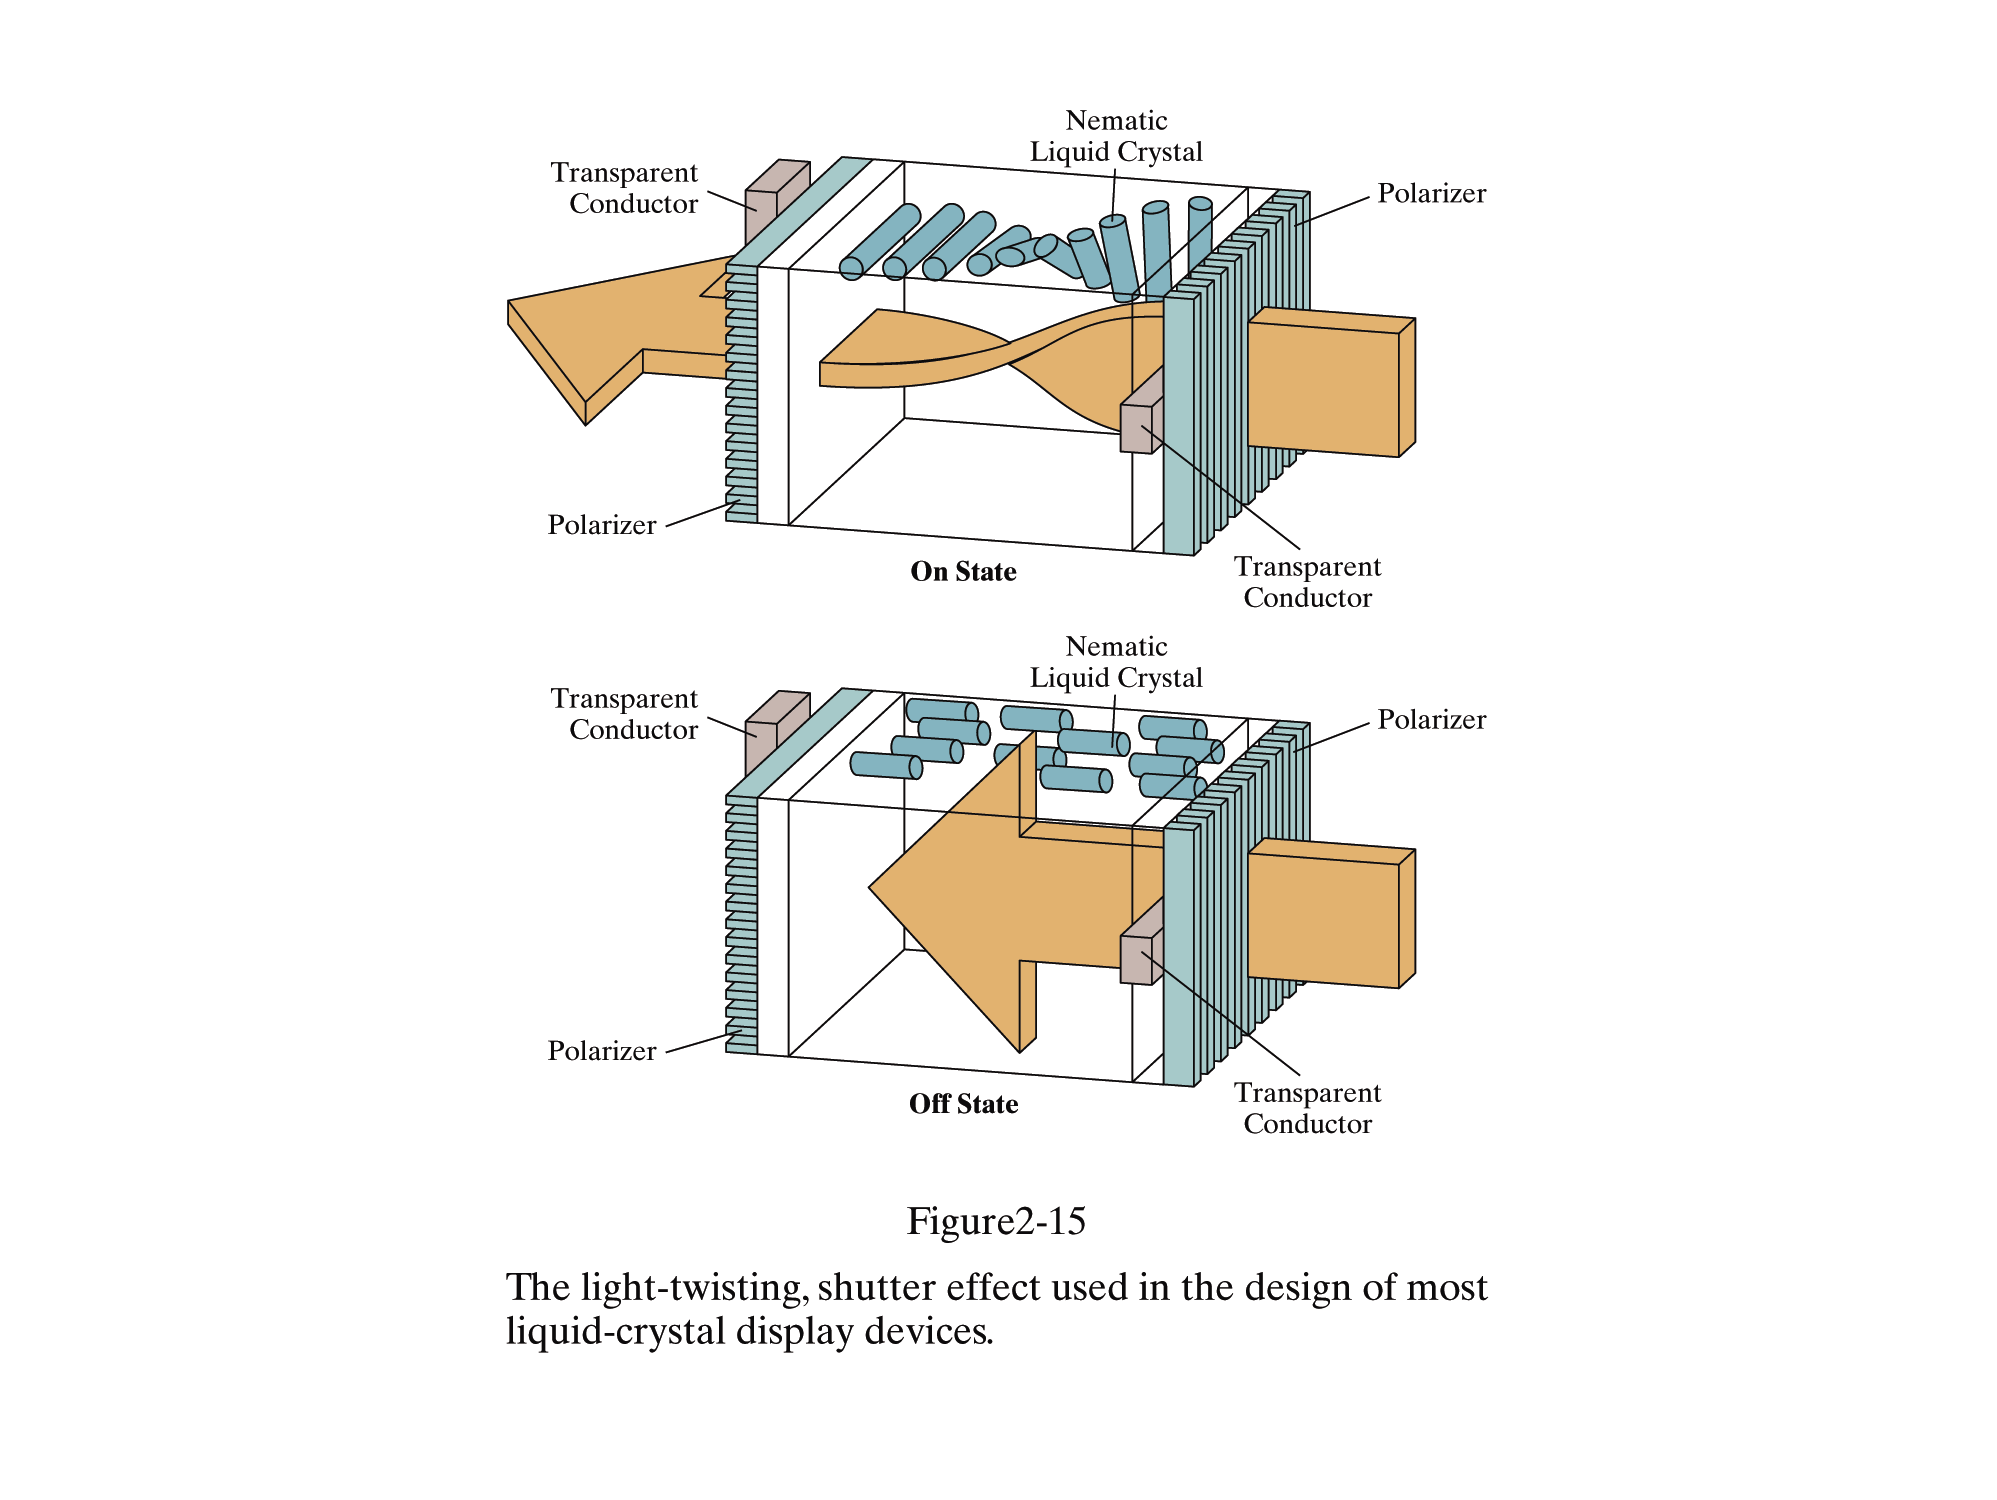 Nematic
Liquid Crystal
Transparent
Conductor
Polarizer
Polarizer
On State
Transparent
Conductor
Nematic
Liquid Crystal
Transparent
Conductor
Polarizer
Polarizer
Off State
Transparent
Conductor
Figure2-15
The light-twisting, shutter effect used in the design of most
liquid-crystal display devices.